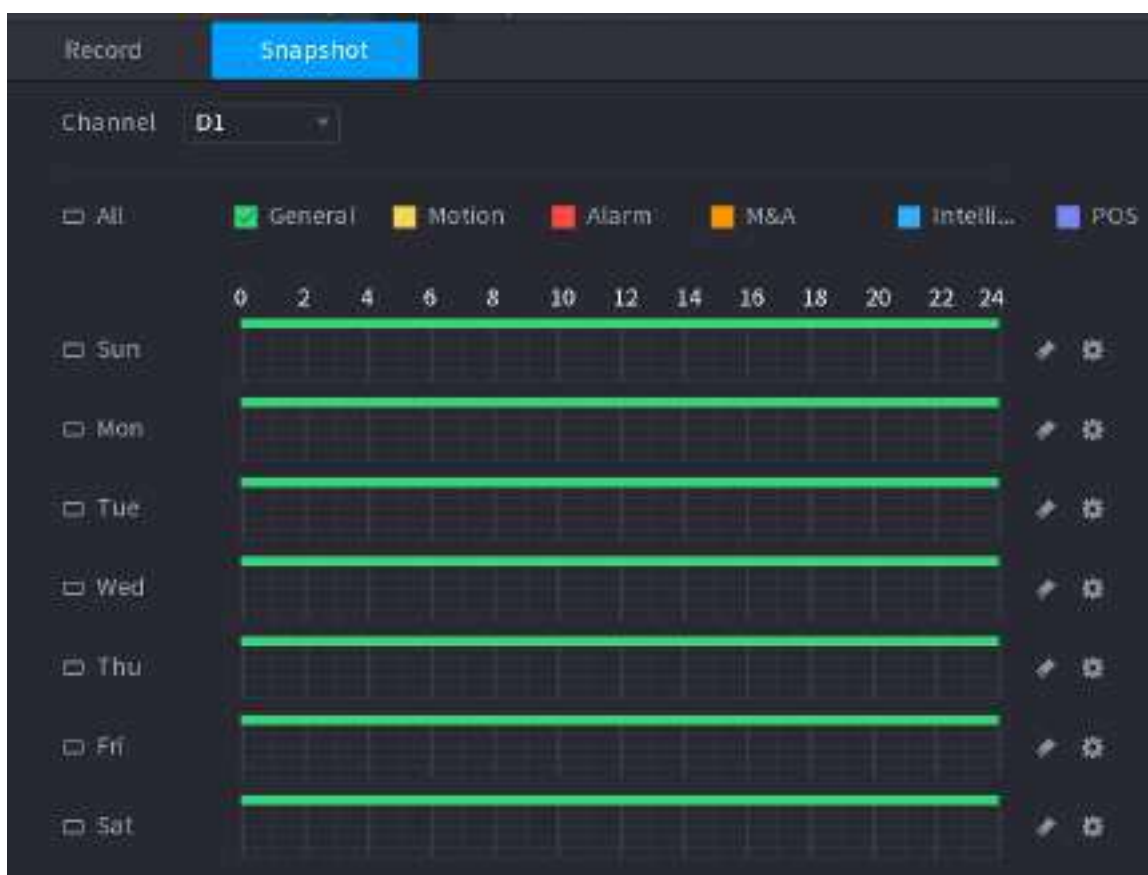 Record Snapshot
Channel D1
All General Motion Alarm M&A Intelli... POS
0 2 4 6 8 10 12 14 16 18 20 22 24
Sun
Mon
Tue
Wed
Thu
Fri
Sat